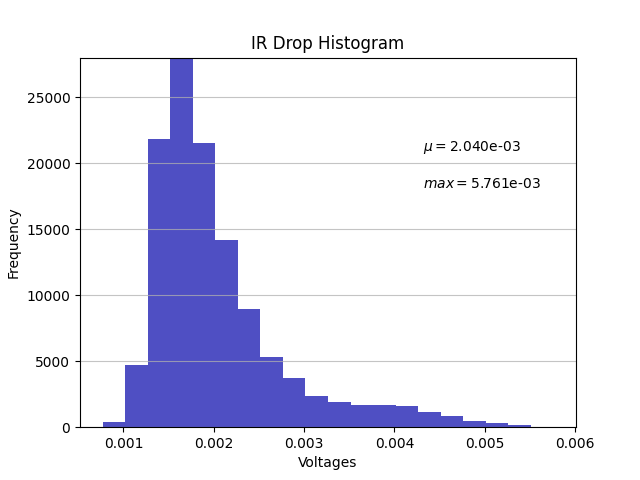 IR Drop Histogram
25000
20000
15000
10000
5000
0
Frequency
μ = 2.040e-03
max = 5.761e-03
0.001 0.002 0.003 0.004 0.005 0.006
Voltages